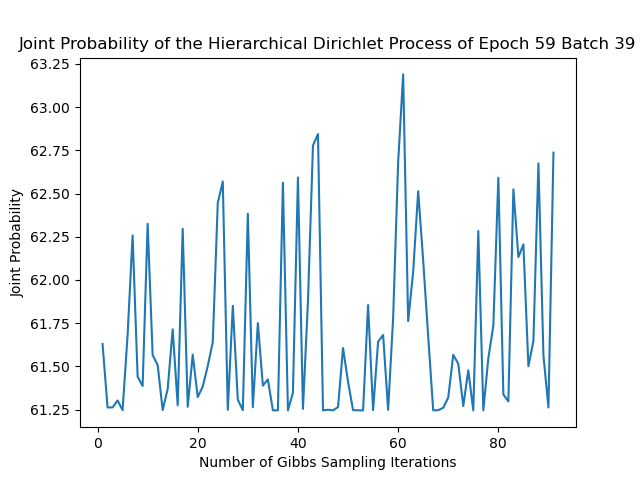 Joint Probability of the Hierarchical Dirichlet Process of Epoch 59 Batch 39
63.25
63.00
62.75
62.50
62.25
62.00
61.75
61.50
61.25
Joint Probability
0 20 40 60 80
Number of Gibbs Sampling Iterations